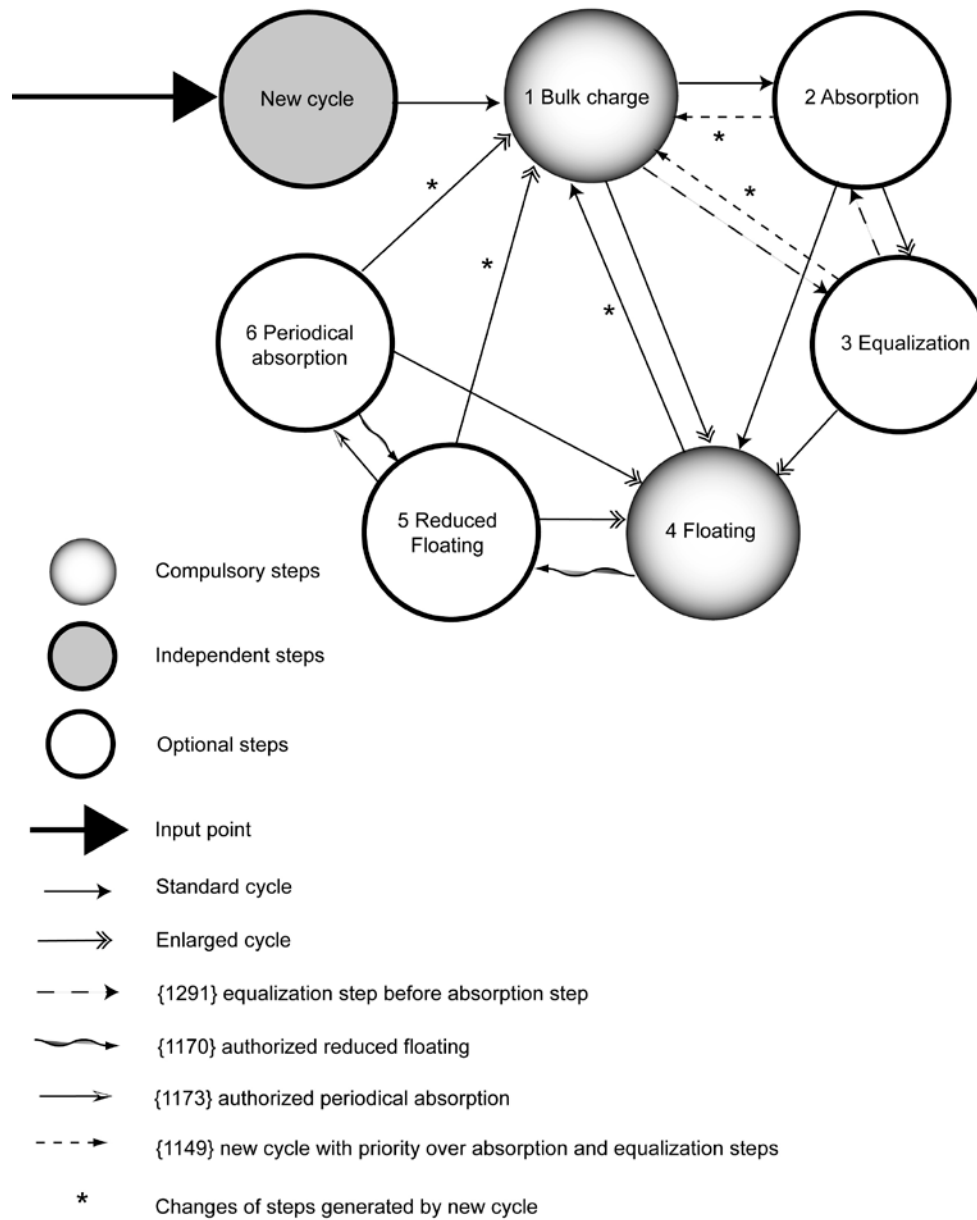 New cycle
1 Bulk charge
2 Absorption
*
*
*
*
*
6 Periodical
absorption
3 Equalization
5 Reduced
Floating
4 Floating
Compulsory steps
Independent steps
Optional steps
Input point
Standard cycle
Enlarged cycle
{1291} equalization step before absorption step
{1170} authorized reduced floating
{1173} authorized periodical absorption
{1149} new cycle with priority over absorption and equalization steps
* Changes of steps generated by new cycle